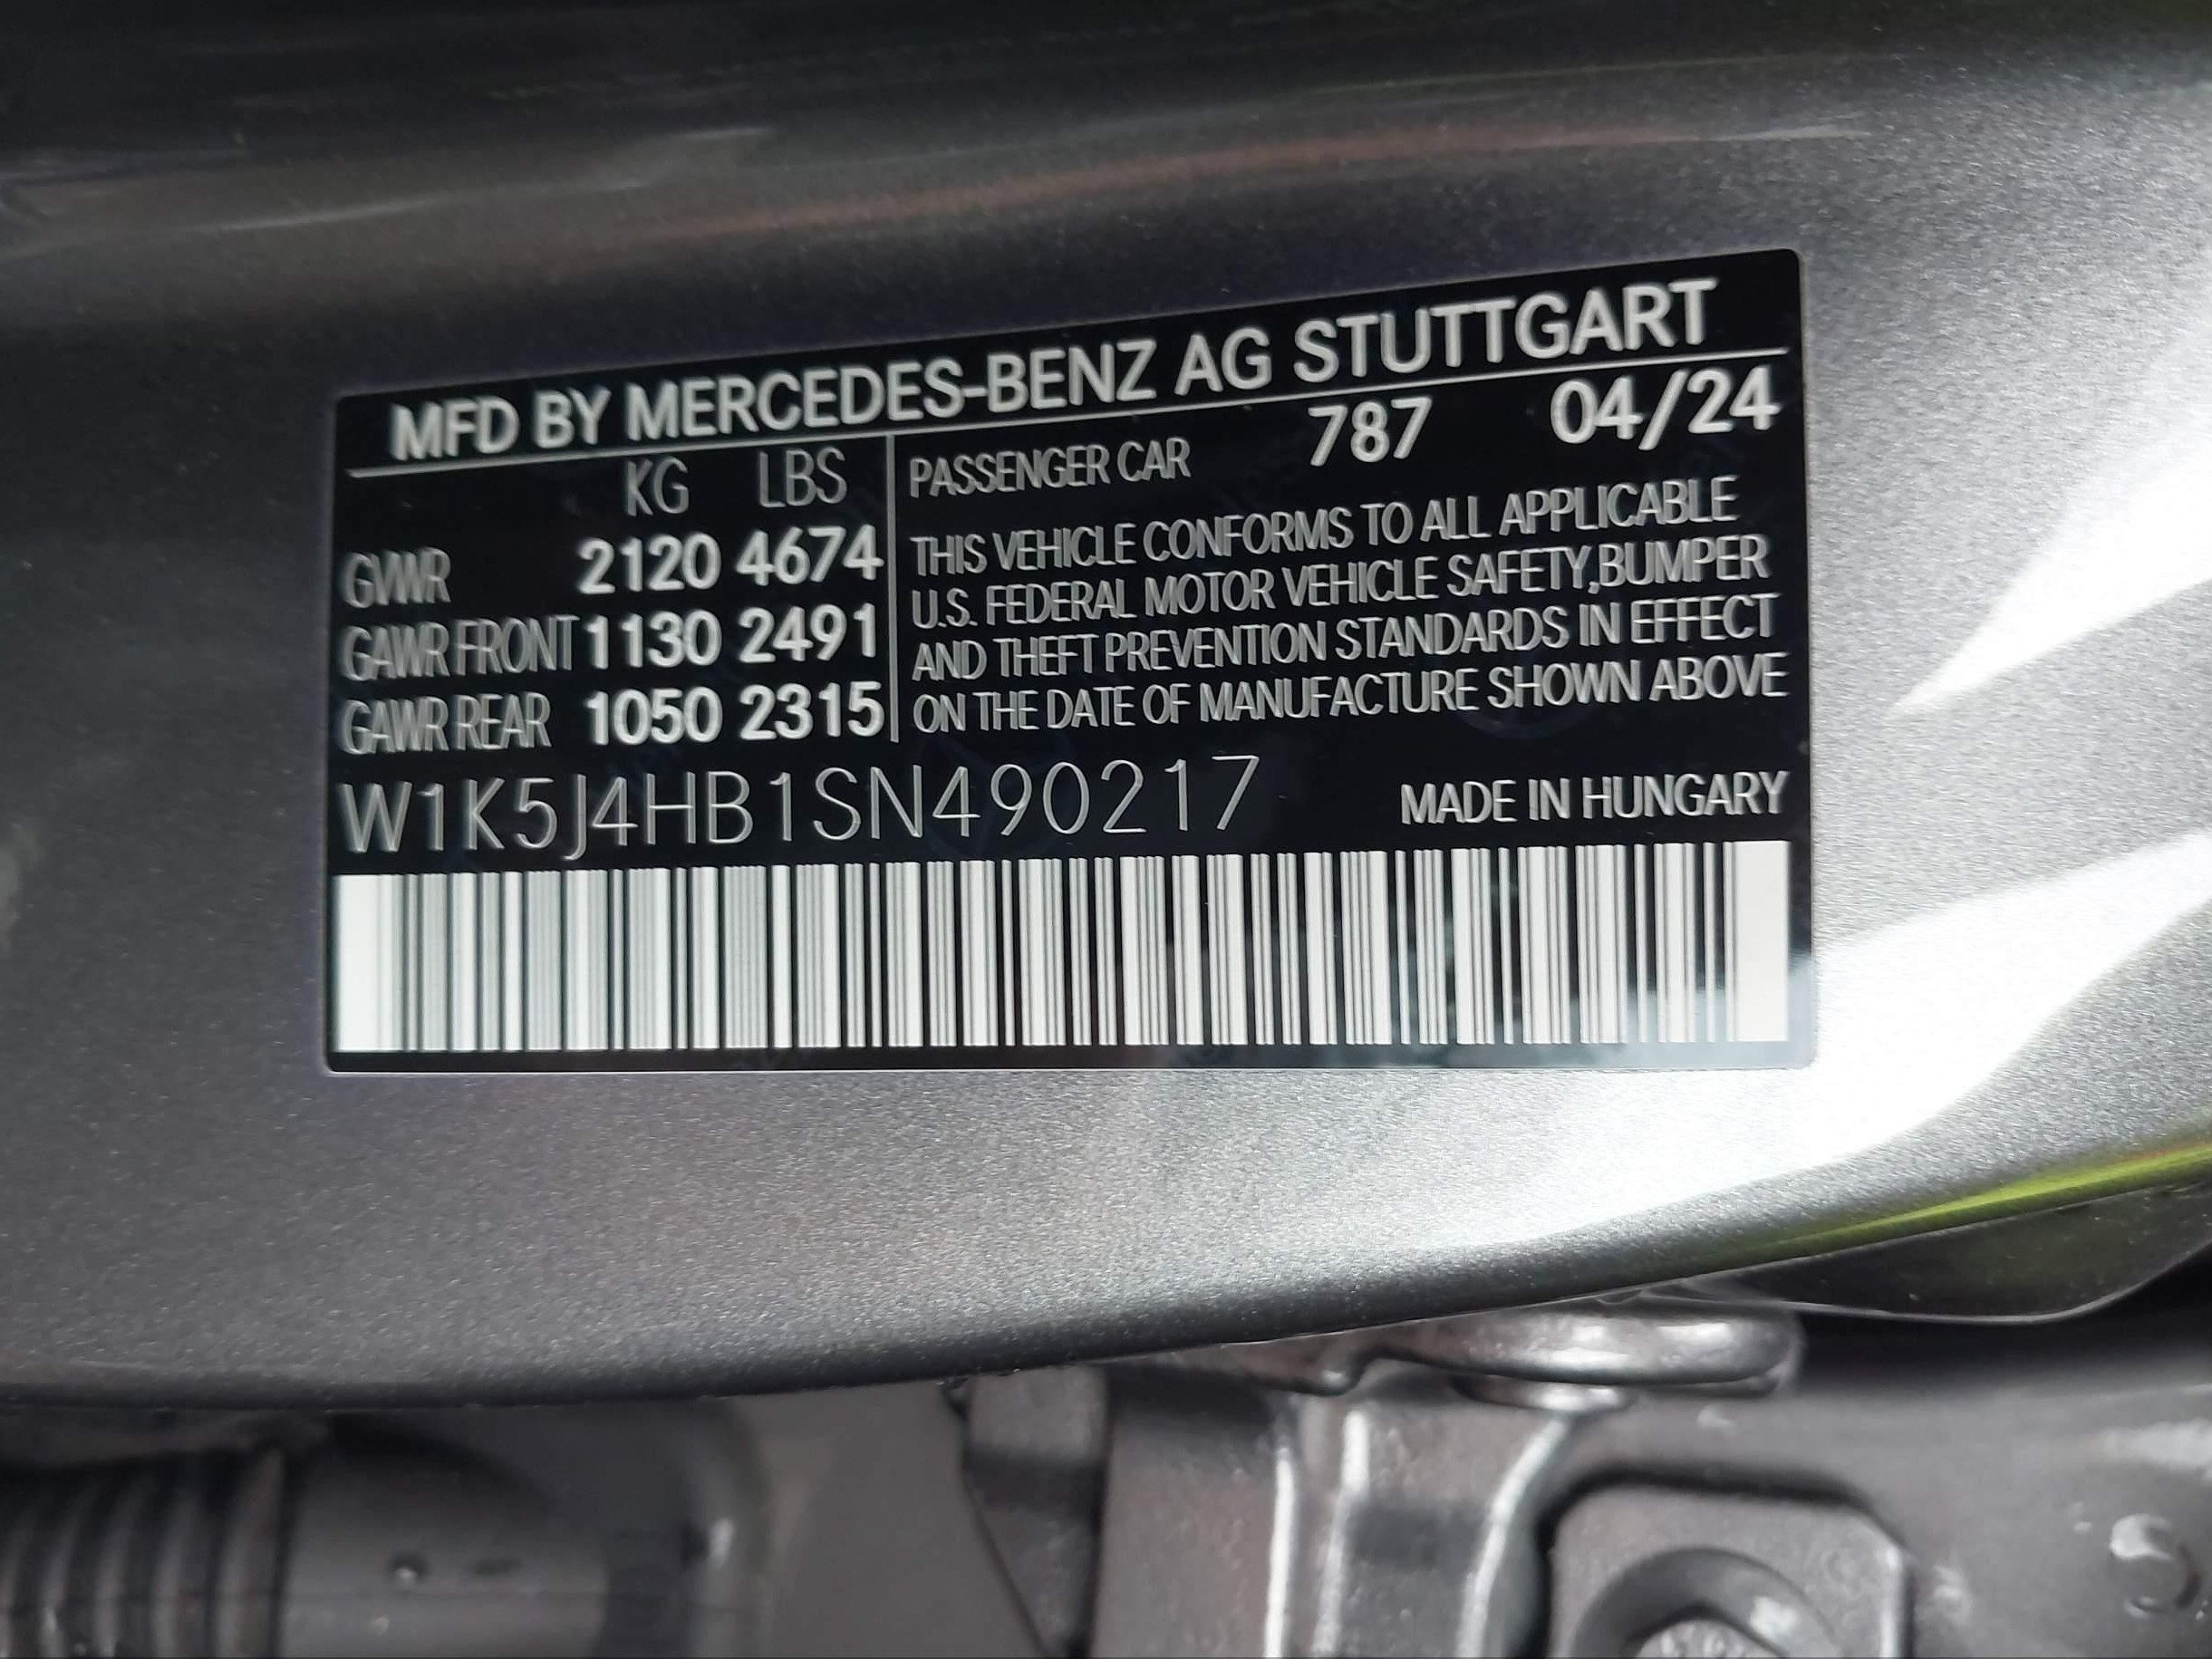 MFD BY MERCEDES-BENZ AG STUTTGART
KG LBS
GVWR 2120 4674
GAWR FRONT 1130 2491
GAWR REAR 1050 2315
PASSENGER CAR 787 04/24
THIS VEHICLE CONFORMS TO ALL APPLICABLE
U.S. FEDERAL MOTOR VEHICLE SAFETY,BUMPER
AND THEFT PREVENTION STANDARDS IN EFFECT
ON THE DATE OF MANUFACTURE SHOWN ABOVE
W1K5J4HB1SN490217 MADE IN HUNGARY